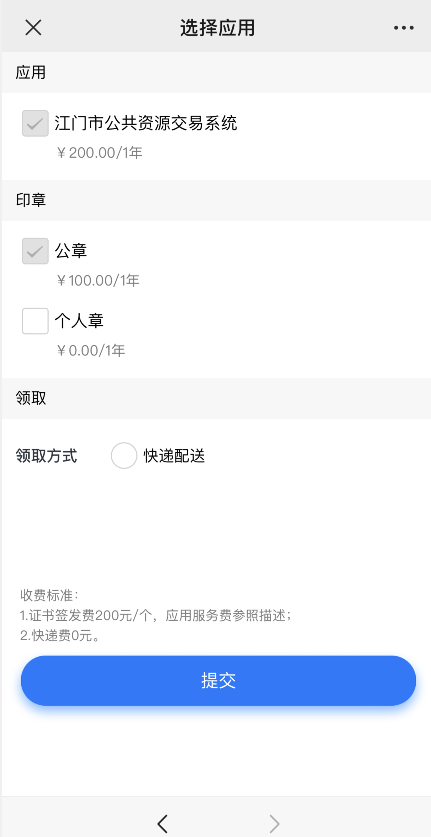 选择应用
应用
江门市公共资源交易系统
￥200.00/1年
印章
公章
￥100.00/1年
个人章
￥0.00/1年
领取
领取方式 快递配送
收费标准：
1.证书签发费200元/个，应用服务费参照描述；
2.快递费0元。
提交